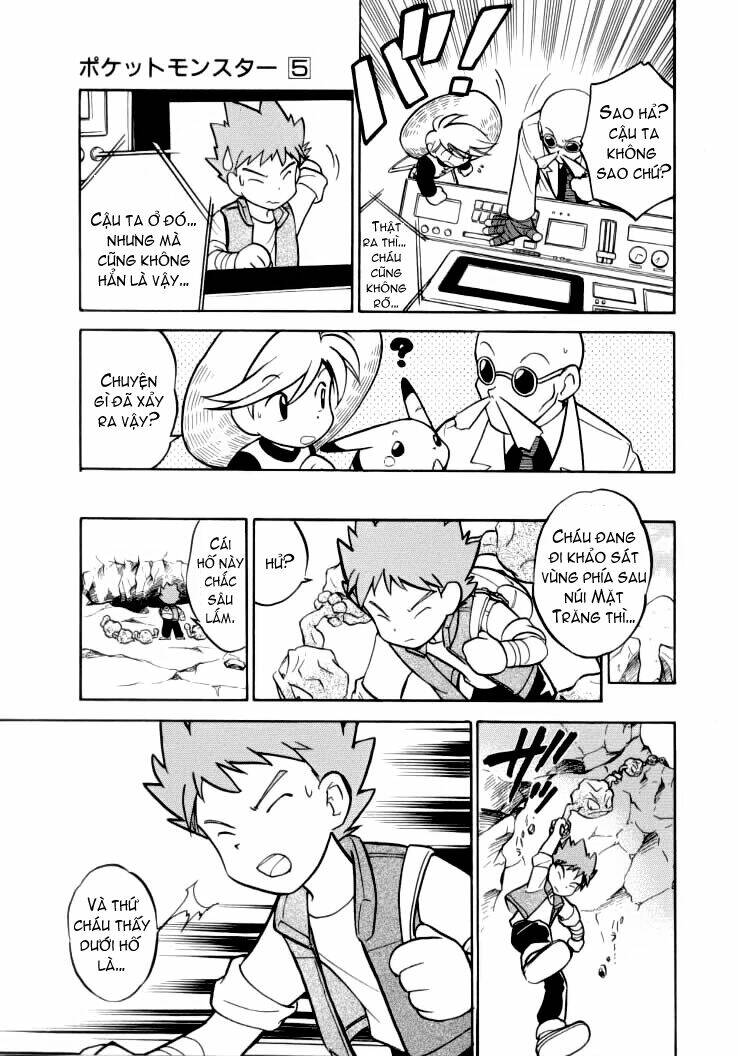 ポケットモンスター 5
SAO HẢ?
CẬU TA
KHÔNG
SAO CHỨ?
THẬT
RA THÌ...
CHÁU
CŨNG
KHÔNG
RÕ...
CẬU TA Ở ĐÓ...
NHƯNG MÀ
CŨNG KHÔNG
HẲN LÀ VẬY...
?
CHUYỆN
GÌ ĐÃ XẢY
RA VẬY?
CHÁU ĐANG
ĐI KHẢO SÁT
VÙNG PHÍA SAU
NÚI MẶT
TRĂNG THÌ...
HỬ?
CÁI
HỐ NÀY
CHẮC
SÂU
LẮM.
VÀ THỨ
CHÁU THẤY
DƯỚI HỐ
LÀ...